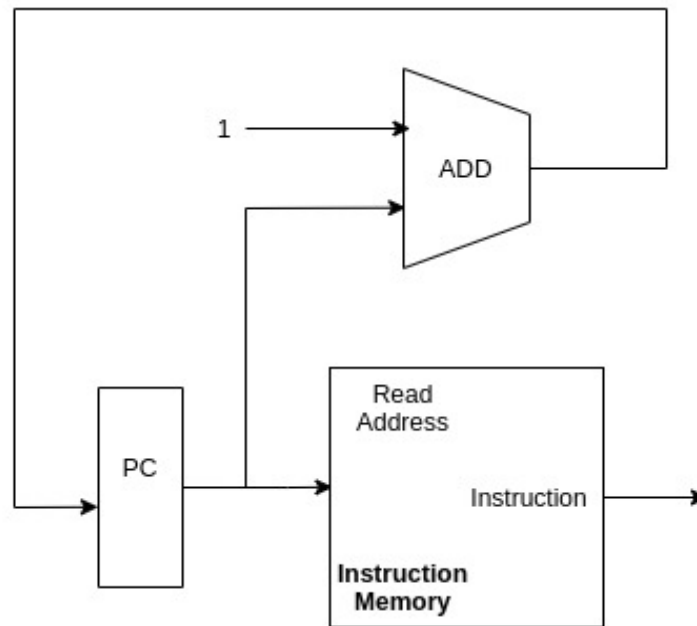 1
ADD
PC
Read
Address
Instruction
Instruction
Memory